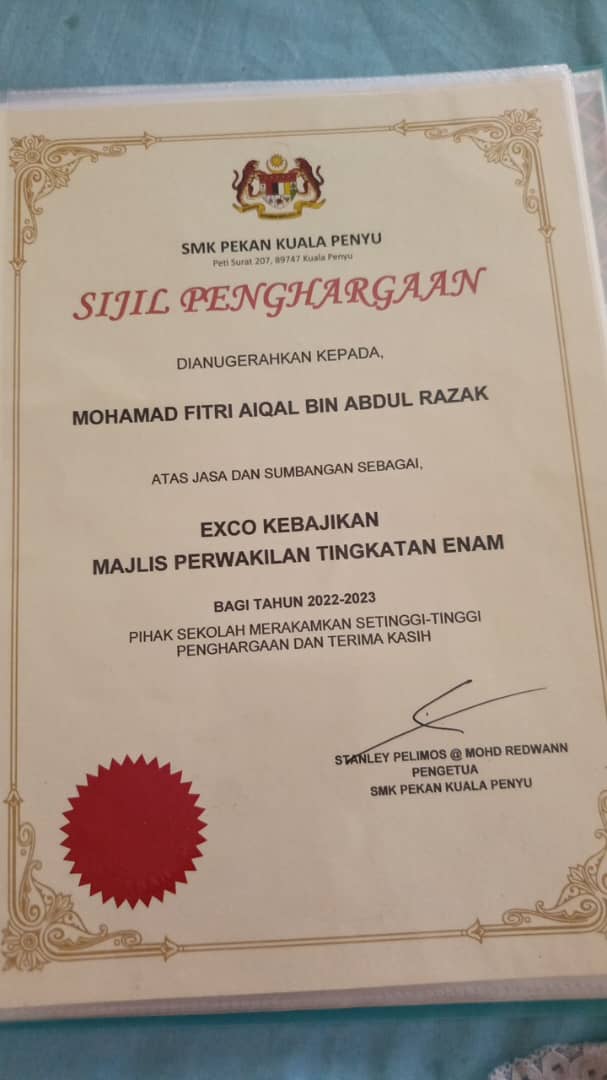 SMK PEKAN KUALA PENYU
Peti Surat 207, 89747 Kuala Penyu
SIJIL PENGHARGAAN
DIANUGERAHKAN KEPADA,
MOHAMAD FITRI AIQAL BIN ABDUL RAZAK
ATAS JASA DAN SUMBANGAN SEBAGAI,
EXCO KEBAJIKAN
MAJLIS PERWAKILAN TINGKATAN ENAM
BAGI TAHUN 2022-2023
PIHAK SEKOLAH MERAKAMKAN SETINGGI-TINGGI
PENGHARGAAN DAN TERIMA KASIH
STANLEY PELIMOS @ MOHD REDWANN
PENGETUA
SMK PEKAN KUALA PENYU